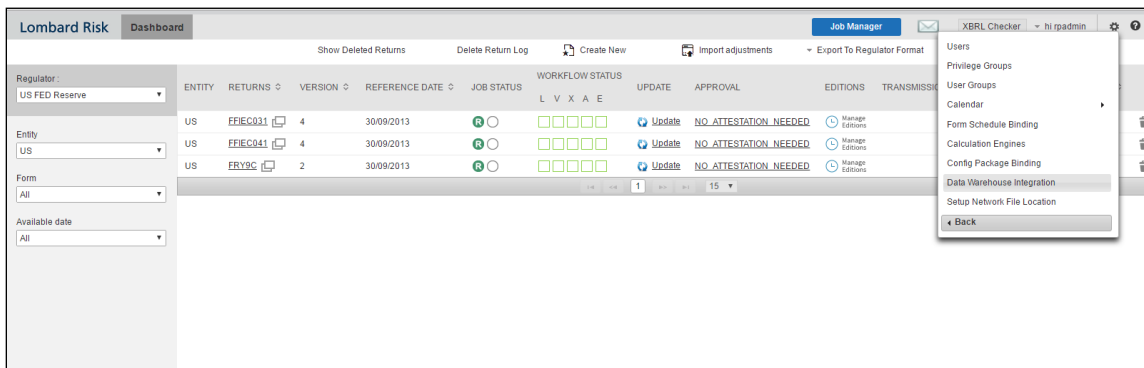 Lombard Risk Dashboard Job Manager XBRL Checker hi rpadmin
Show Deleted Returns Delete Return Log Create New Import adjustments Export To Regulator Format
Regulator :
US FED Reserve
Entity
US
Form
All
Available date
All
ENTITY RETURNS VERSION REFERENCE DATE JOB STATUS WORKFLOW STATUS UPDATE APPROVAL EDITIONS
L V X A E
US FFIEC031 4 30/09/2013 R Update NO_ATTESTATION_NEEDED Manage Editions
US FFIEC041 4 30/09/2013 R Update NO_ATTESTATION_NEEDED Manage Editions
US FRY9C 2 30/09/2013 R Update NO_ATTESTATION_NEEDED Manage Editions
1 15
Users
Privilege Groups
User Groups
Calendar
Form Schedule Binding
Calculation Engines
Config Package Binding
Data Warehouse Integration
Setup Network File Location
Back